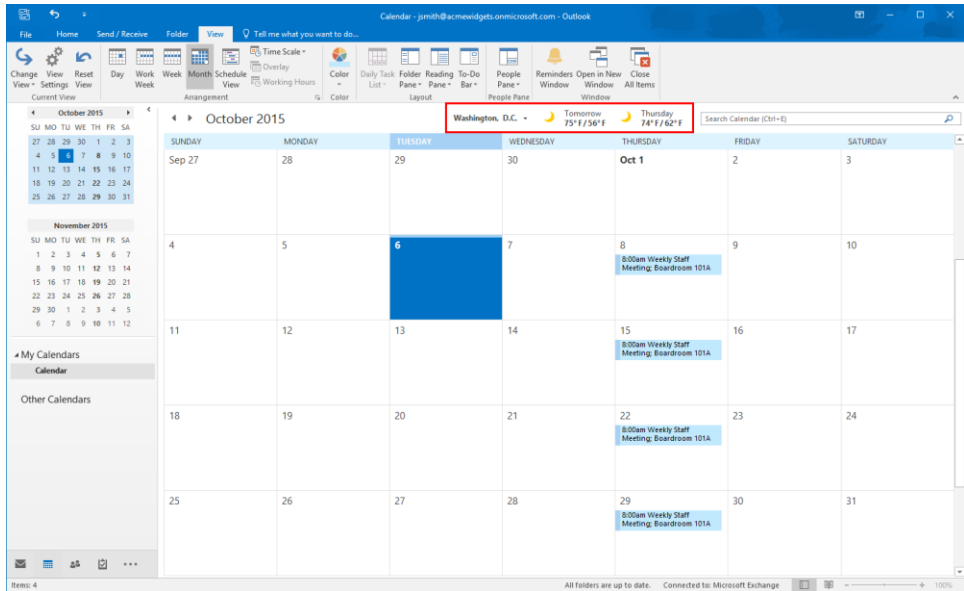 Calendar - jsmith@acmewidgets.onmicrosoft.com - Outlook
File Home Send / Receive Folder View Tell me what you want to do...
Change View View Settings Reset View
Day Work Week Week Month Schedule View
Time Scale
Overlay
Working Hours
Color
Daily Task List Folder Pane Reading Pane To-Do Bar
People Pane
Reminders Window Open in New Window Close All Items
Current View Arrangement Color Layout People Pane Window
October 2015
SU MO TU WE TH FR SA
27 28 29 30 1 2 3
4 5 6 7 8 9 10
11 12 13 14 15 16 17
18 19 20 21 22 23 24
25 26 27 28 29 30 31
November 2015
SU MO TU WE TH FR SA
1 2 3 4 5 6 7
8 9 10 11 12 13 14
15 16 17 18 19 20 21
22 23 24 25 26 27 28
29 30 1 2 3 4 5
6 7 8 9 10 11 12
My Calendars
Calendar
Other Calendars
October 2015
Washington, D.C.
Tomorrow
75°F/56°F
Thursday
74°F/62°F
Search Calendar (Ctrl+E)
SUNDAY MONDAY TUESDAY WEDNESDAY THURSDAY FRIDAY SATURDAY
Sep 27 28 29 30 Oct 1 2 3
4 5 6 7 8 9 10
8:00am Weekly Staff
Meeting; Boardroom 101A
11 12 13 14 15 16 17
8:00am Weekly Staff
Meeting; Boardroom 101A
18 19 20 21 22 23 24
8:00am Weekly Staff
Meeting; Boardroom 101A
25 26 27 28 29 30 31
8:00am Weekly Staff
Meeting; Boardroom 101A
Items: 4 All folders are up to date. Connected to: Microsoft Exchange 100%